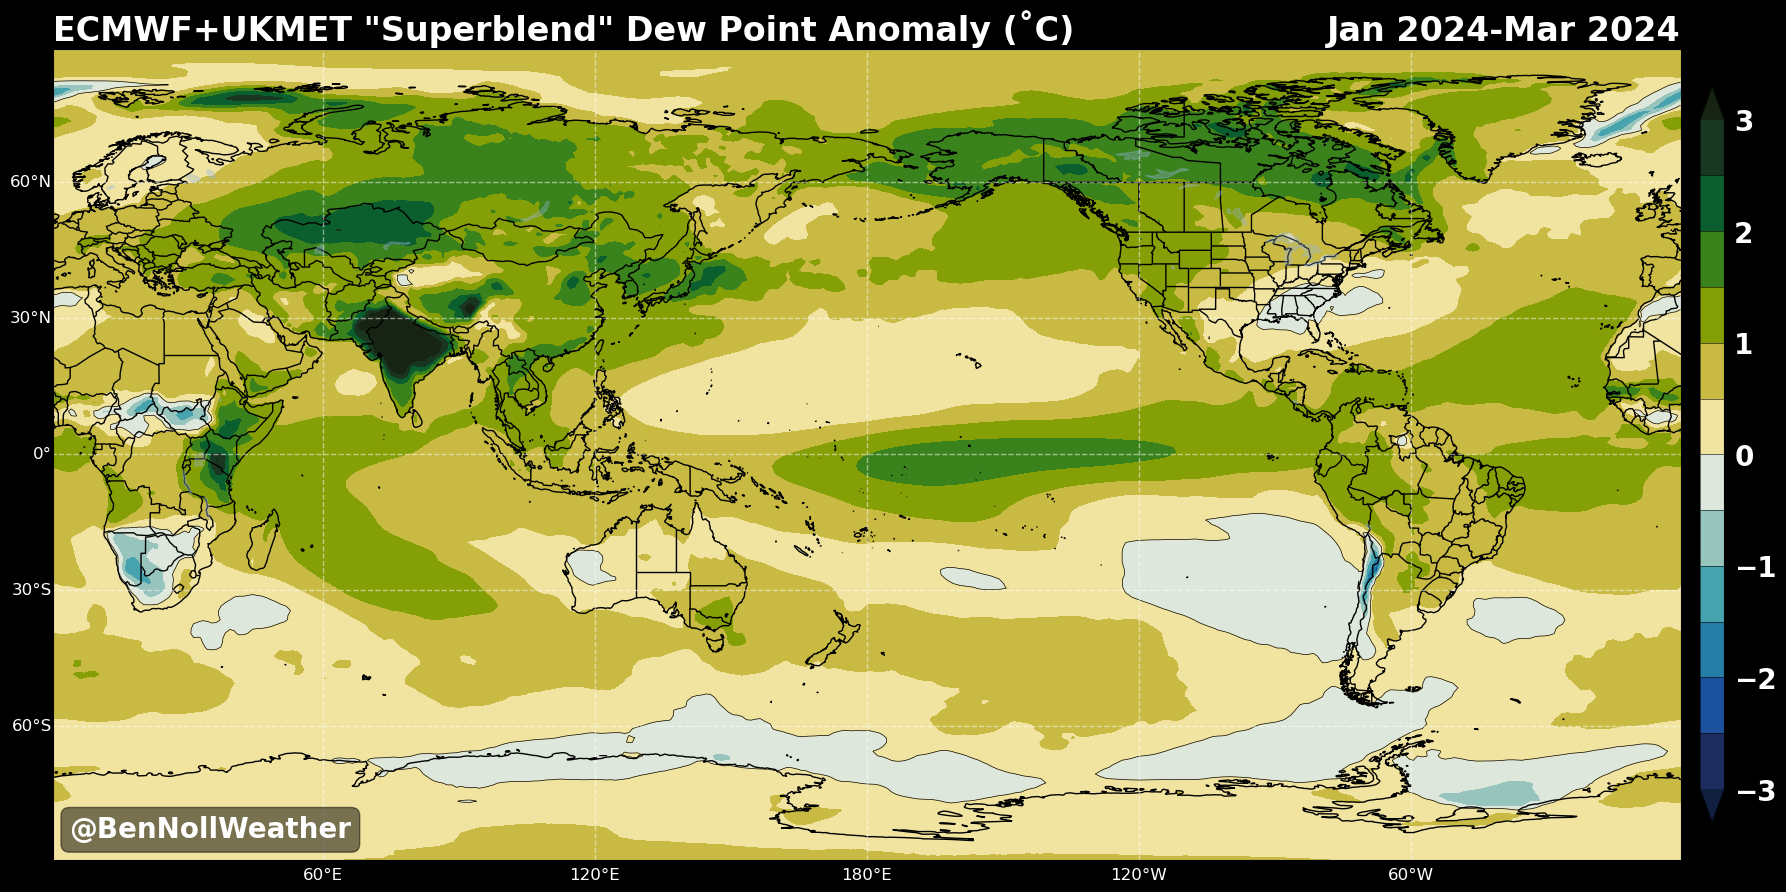 ECMWF+UKMET "Superblend" Dew Point Anomaly (˚C)
Jan 2024-Mar 2024
3
2
1
0
−1
−2
−3
60°N
30°N
0°
30°S
60°S
@BenNollWeather
60°E
120°E
180°E
120°W
60°W